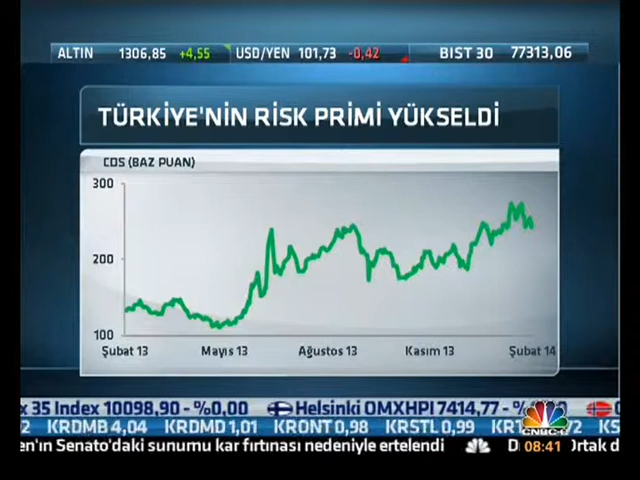 ALTIN 1306,85 +4,55 USD/YEN 101,73 -0,42 BIST 30 77313,06
TÜRKİYE'NİN RİSK PRİMİ YÜKSELDİ
CDS (BAZ PUAN)
300
200
100
Şubat 13 Mayıs 13 Ağustos 13 Kasım 13 Şubat 14
x 35 Index 10098,90 - %0,00 Helsinki OMXHPI 7414,77 -
KRDMB 4,04 KRDMD 1,01 KRONT 0,98 KRSTL 0,99
CNBC-e
en'ın Senato'daki sunumu kar fırtınası nedeniyle ertelendi 08:41 Ortak d